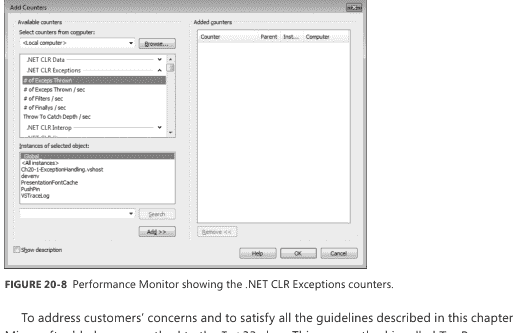 Add Counters
Available counters
Select counters from computer:
<Local computer>
Browse...
.NET CLR Data
.NET CLR Exceptions
# of Exceps Thrown
# of Exceps Thrown / sec
# of Filters / sec
# of Finallys / sec
Throw To Catch Depth / sec
.NET CLR Interop
Instances of selected object:
_Global_
<All instances>
Ch20-1-ExceptionHandling.vshost
devenv
PresentationFontCache
PushPin
VSTraceLog
Search
Add >>
Show description
Added counters
Counter Parent Inst... Computer
Remove <<
Help OK Cancel
FIGURE 20-8 Performance Monitor showing the .NET CLR Exceptions counters.
To address customers’ concerns and to satisfy all the guidelines described in this chapter